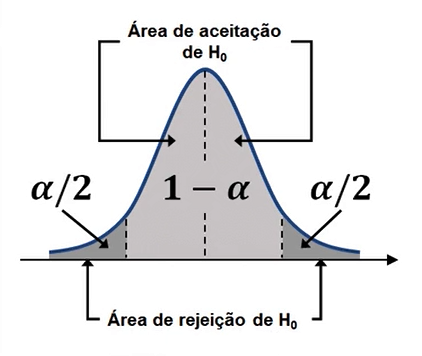 Área de aceitação
de H₀
α/2
1 − α
α/2
Área de rejeição de H₀